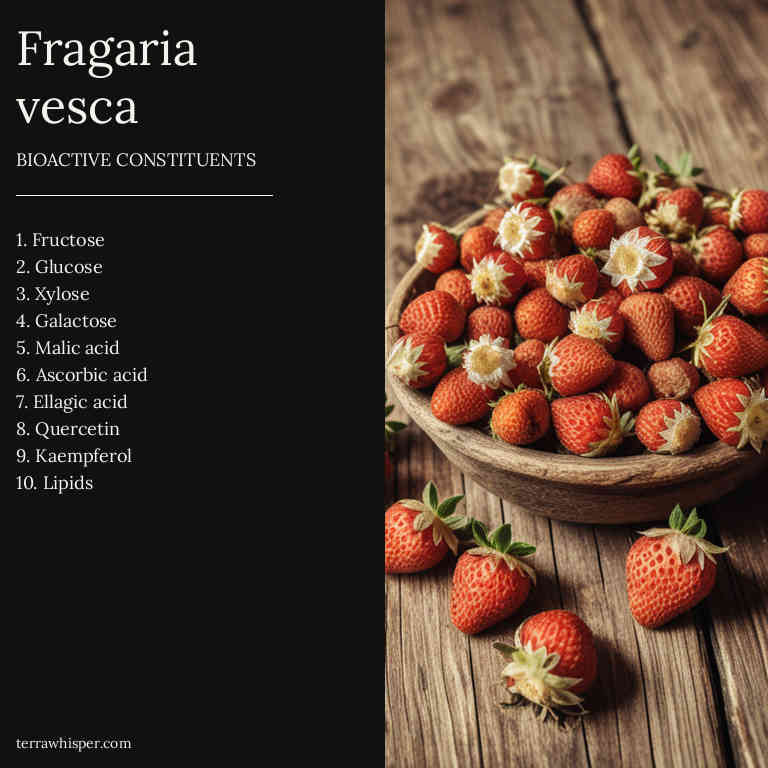 Fragaria
vesca
BIOACTIVE CONSTITUENTS
1. Fructose
2. Glucose
3. Xylose
4. Galactose
5. Malic acid
6. Ascorbic acid
7. Ellagic acid
8. Quercetin
9. Kaempferol
10. Lipids
terrawhisper.com